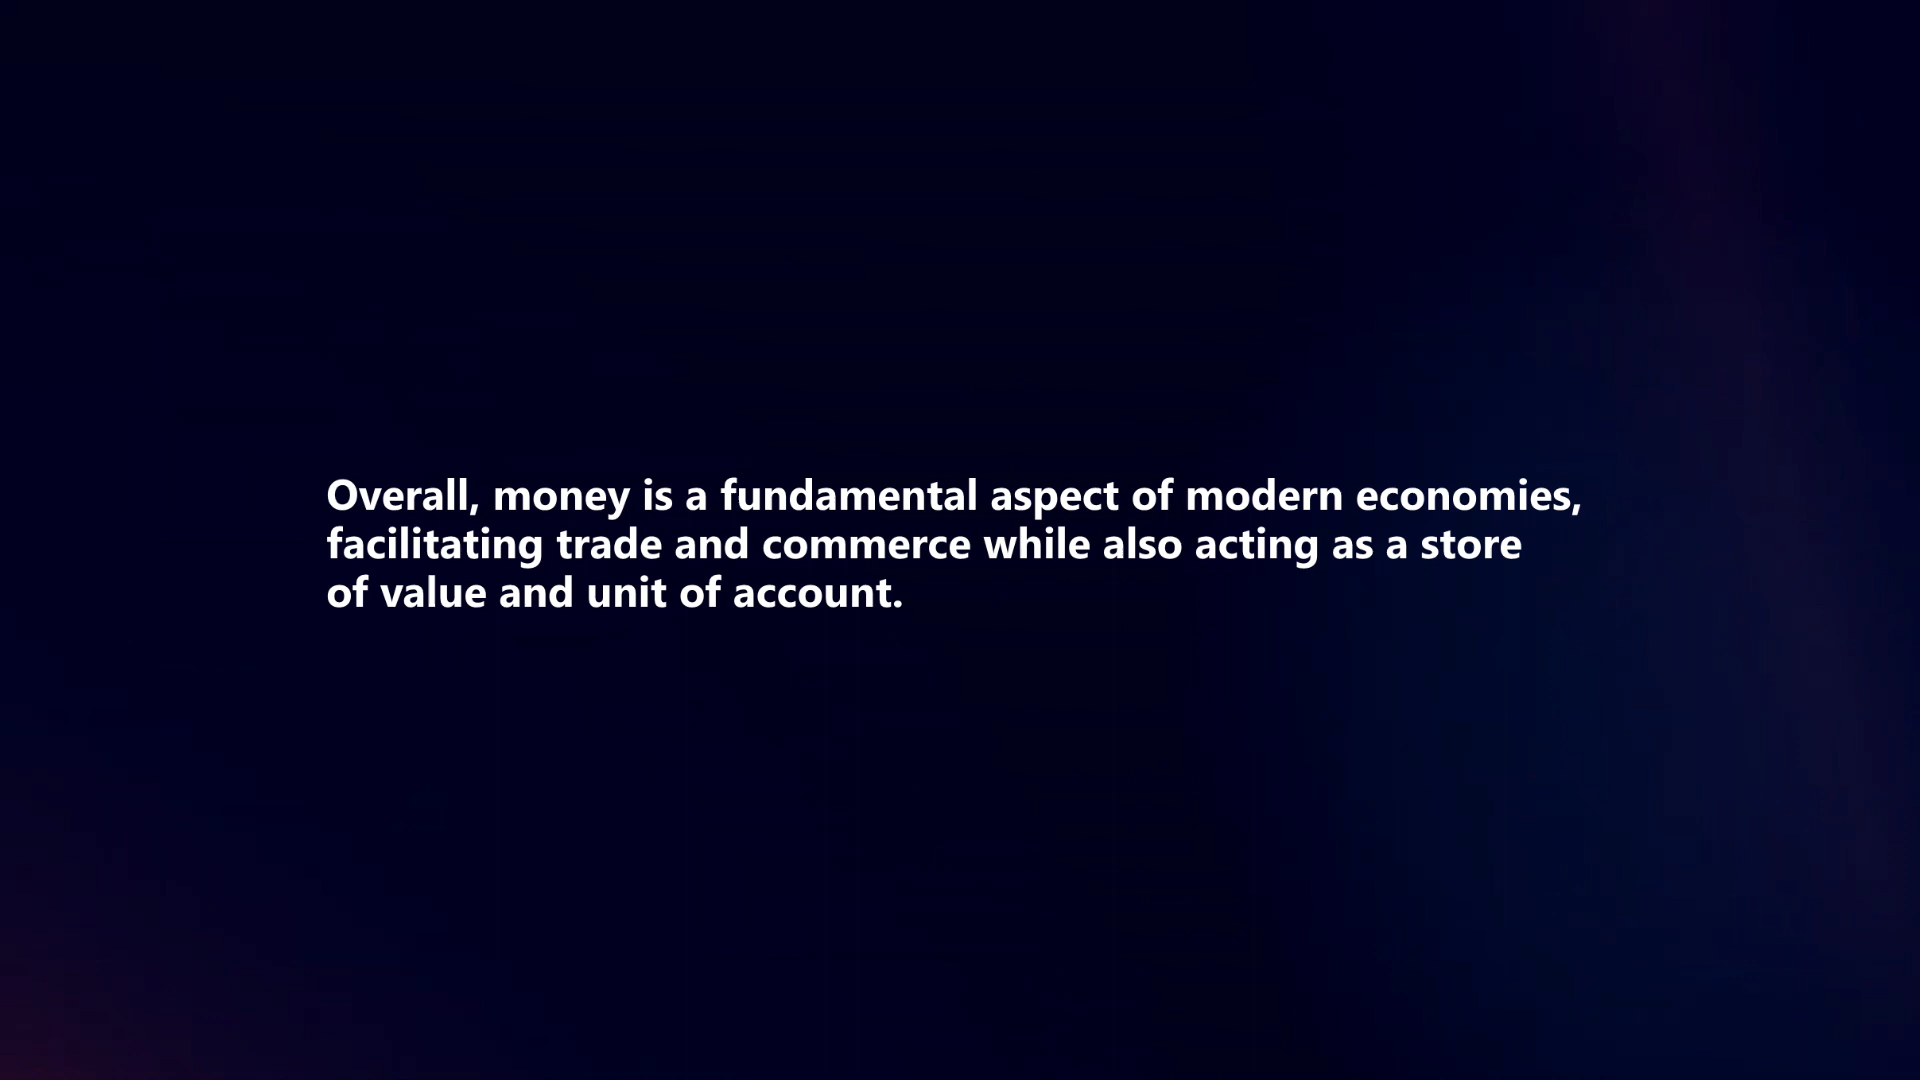 Overall, money is a fundamental aspect of modern economies,
facilitating trade and commerce while also acting as a store
of value and unit of account.